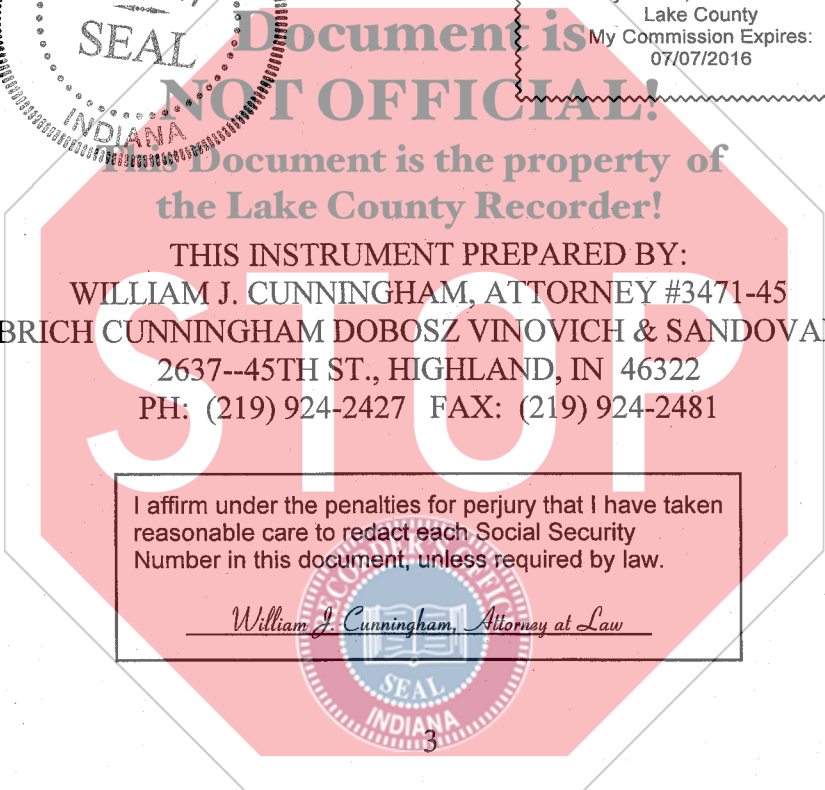 SEAL
INDIANA
Lake County
My Commission Expires:
07/07/2016
Document is
NOT OFFICIAL!
This Document is the property of
the Lake County Recorder!
THIS INSTRUMENT PREPARED BY:
WILLIAM J. CUNNINGHAM, ATTORNEY #3471-45
BRICH CUNNINGHAM DOBOSZ VINOVICH & SANDOVAL
2637--45TH ST., HIGHLAND, IN 46322
PH: (219) 924-2427 FAX: (219) 924-2481
STOP
I affirm under the penalties for perjury that I have taken
reasonable care to redact each Social Security
Number in this document, unless required by law.
William J. Cunningham, Attorney at Law
RECORDER'S OFFICE
SEAL
INDIANA
3